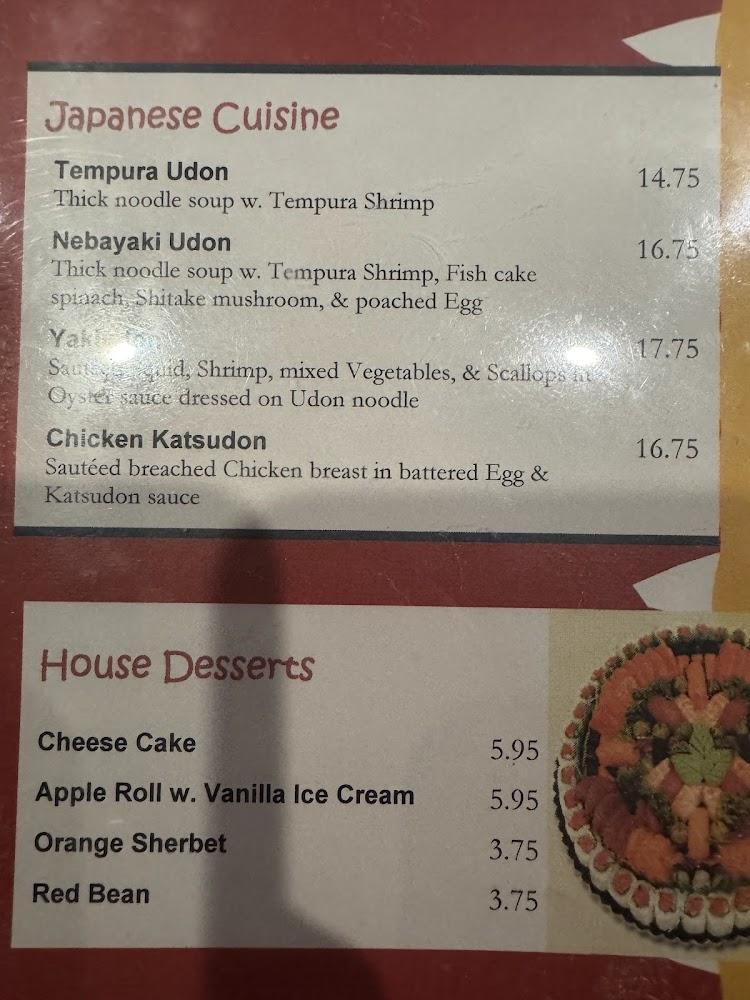 Japanese Cuisine
Tempura Udon 14.75
Thick noodle soup w. Tempura Shrimp
Nebayaki Udon 16.75
Thick noodle soup w. Tempura Shrimp, Fish cake
spinach, Shitake mushroom, & poached Egg
17.75
Squid, Shrimp, mixed Vegetables, & Scallops in
Oyster sauce dressed on Udon noodle
Chicken Katsudon 16.75
Sautéed breached Chicken breast in battered Egg &
Katsudon sauce
House Desserts
Cheese Cake 5.95
Apple Roll w. Vanilla Ice Cream 5.95
Orange Sherbet 3.75
Red Bean 3.75